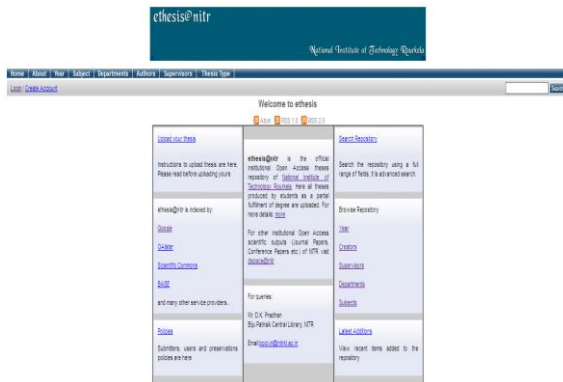 ethesis@nitr
National Institute of Technology Rourkela
Home | About | Year | Subject | Departments | Authors | Supervisors | Thesis Type
Login | Create Account
Search
Welcome to ethesis
Atom RSS 1.0 RSS 2.0
Upload your thesis
Instructions to upload thesis are here.
Please read before uploading yours
ethesis@nitr is indexed by:
Google
OAIster
Scientific Commons
BASE
and many other service providers..
Policies
Submitters, users and preservations
policies are here
ethesis@nitr is the official
institutional Open Access theses
repository of National Institute of
Technology Rourkela. Here all theses
produced by students as a partial
fulfilment of degree are uploaded. For
more details: more
For other institutional Open Access
scientific outputs (Journal Papers,
Conference Papers etc.) of NITR visit
dspace@nitr
For queries:
Mr. D.K. Pradhan
Biju Patnaik Central Library, NITR
Search Repository
Search the repository using a full
range of fields. It is advanced search.
Browse Repository
Year
Creators
Supervisors
Departments
Subjects
Latest Additions
View recent items added to the
repository